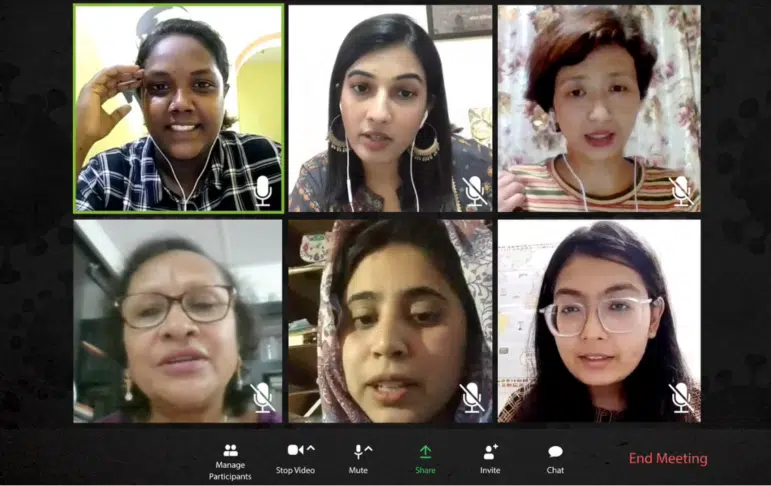 Manage
Participants
Stop Video
Mute
Share
Invite
Chat
End Meeting